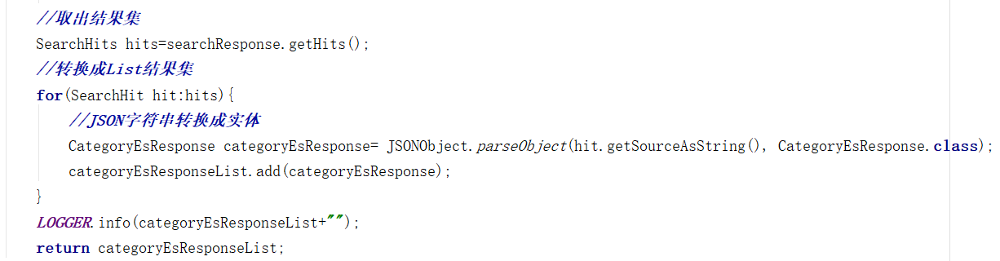 //取出结果集
SearchHits hits=searchResponse.getHits();
//转换成List结果集
for(SearchHit hit:hits){
//JSON字符串转换成实体
CategoryEsResponse categoryEsResponse= JSONObject.parseObject(hit.getSourceAsString(), CategoryEsResponse.class);
categoryEsResponseList.add(categoryEsResponse);
}
LOGGER.info(categoryEsResponseList+"");
return categoryEsResponseList;